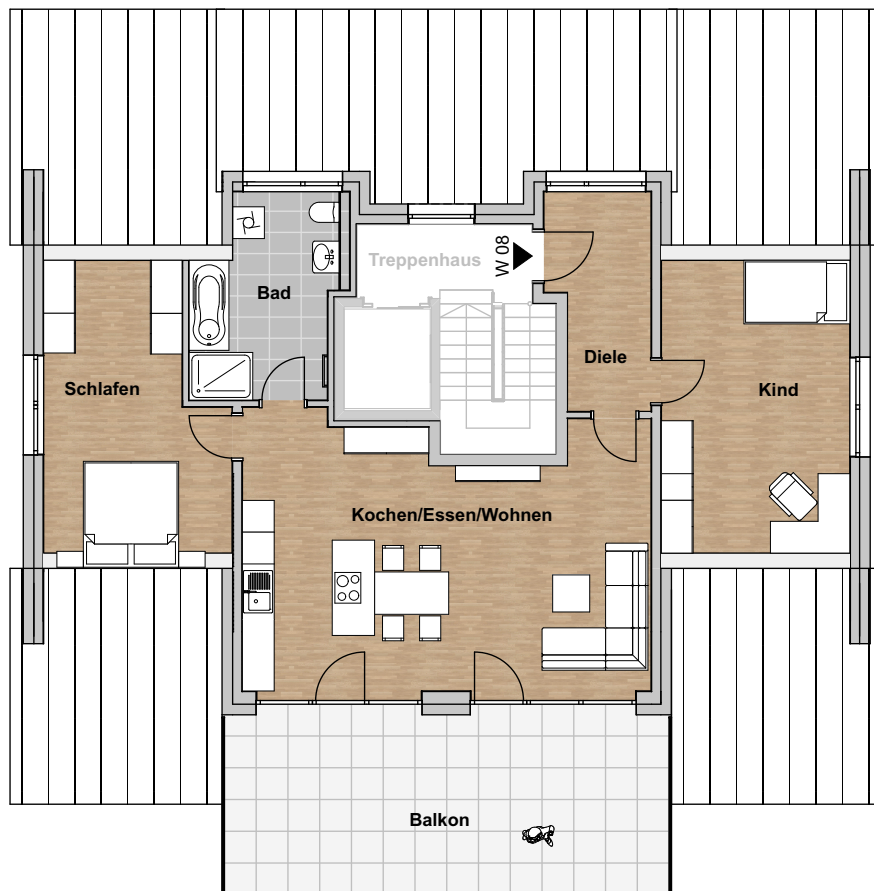 W 08
Treppenhaus
Bad
Diele
Schlafen
Kind
Kochen/Essen/Wohnen
Balkon